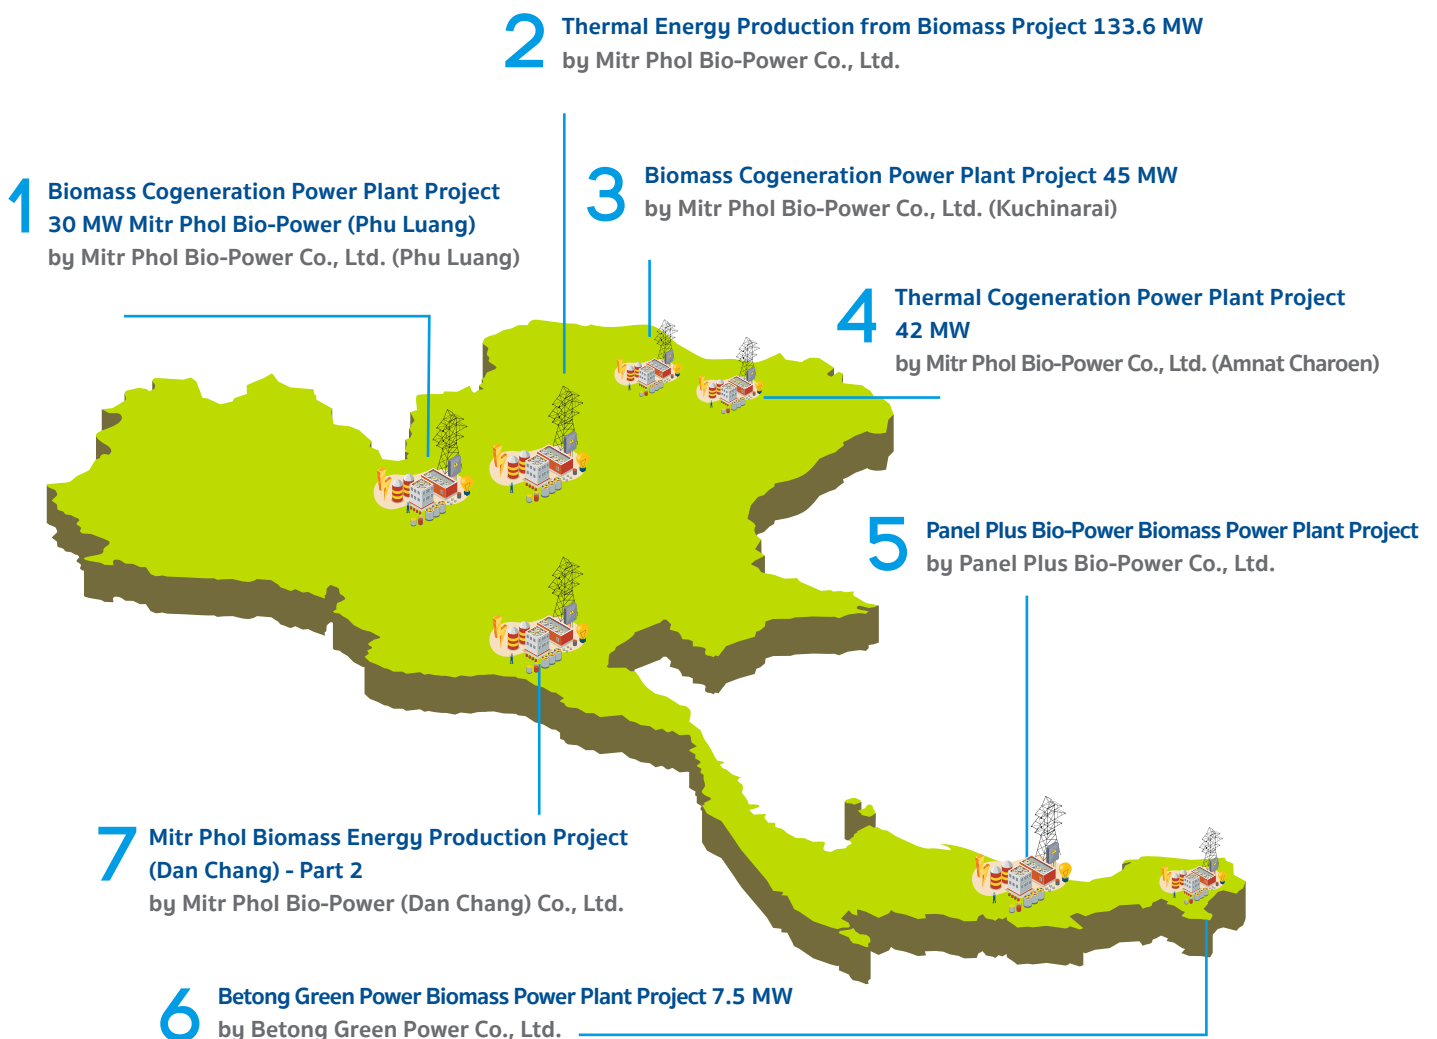 2
Thermal Energy Production from Biomass Project 133.6 MW
by Mitr Phol Bio-Power Co., Ltd.
1
Biomass Cogeneration Power Plant Project
30 MW Mitr Phol Bio-Power (Phu Luang)
by Mitr Phol Bio-Power Co., Ltd. (Phu Luang)
3
Biomass Cogeneration Power Plant Project 45 MW
by Mitr Phol Bio-Power Co., Ltd. (Kuchinarai)
4
Thermal Cogeneration Power Plant Project
42 MW
by Mitr Phol Bio-Power Co., Ltd. (Amnat Charoen)
5
Panel Plus Bio-Power Biomass Power Plant Project
by Panel Plus Bio-Power Co., Ltd.
7
Mitr Phol Biomass Energy Production Project
(Dan Chang) - Part 2
by Mitr Phol Bio-Power (Dan Chang) Co., Ltd.
6
Betong Green Power Biomass Power Plant Project 7.5 MW
by Betong Green Power Co., Ltd.